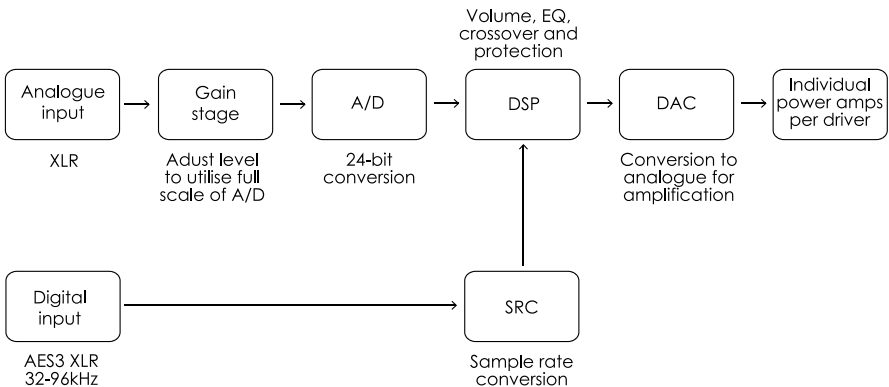 Volume, EQ,
crossover and
protection
Analogue
input
Gain
stage
A/D
DSP
DAC
Individual
power amps
per driver
XLR
Adust level
to utilise full
scale of A/D
24-bit
conversion
Conversion to
analogue for
amplification
Digital
input
SRC
AES3 XLR
32-96kHz
Sample rate
conversion